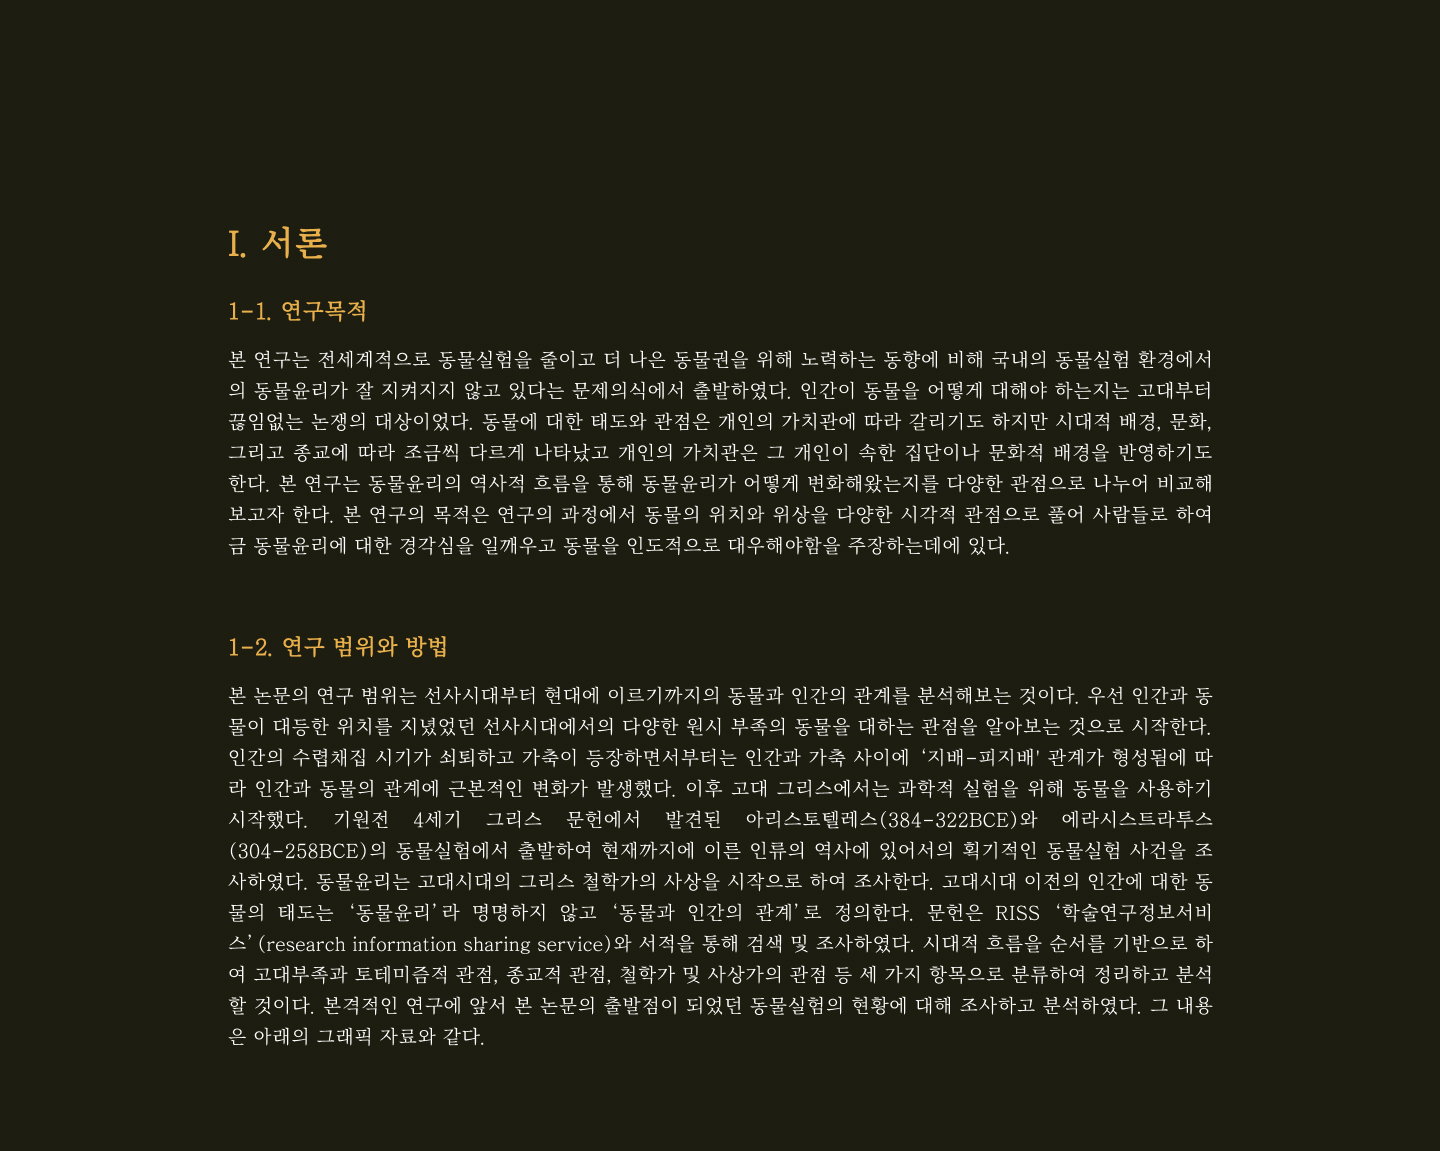 I. 서론
1-1. 연구목적
본 연구는 전세계적으로 동물실험을 줄이고 더 나은 동물권을 위해 노력하는 동향에 비해 국내의 동물실험 환경에서
의 동물윤리가 잘 지켜지지 않고 있다는 문제의식에서 출발하였다. 인간이 동물을 어떻게 대해야 하는지는 고대부터
끊임없는 논쟁의 대상이었다. 동물에 대한 태도와 관점은 개인의 가치관에 따라 갈리기도 하지만 시대적 배경, 문화,
그리고 종교에 따라 조금씩 다르게 나타났고 개인의 가치관은 그 개인이 속한 집단이나 문화적 배경을 반영하기도
한다. 본 연구는 동물윤리의 역사적 흐름을 통해 동물윤리가 어떻게 변화해왔는지를 다양한 관점으로 나누어 비교해
보고자 한다. 본 연구의 목적은 연구의 과정에서 동물의 위치와 위상을 다양한 시각적 관점으로 풀어 사람들로 하여
금 동물윤리에 대한 경각심을 일깨우고 동물을 인도적으로 대우해야함을 주장하는데에 있다.
1-2. 연구 범위와 방법
본 논문의 연구 범위는 선사시대부터 현대에 이르기까지의 동물과 인간의 관계를 분석해보는 것이다. 우선 인간과 동
물이 대등한 위치를 지녔었던 선사시대에서의 다양한 원시 부족의 동물을 대하는 관점을 알아보는 것으로 시작한다.
인간의 수렵채집 시기가 쇠퇴하고 가축이 등장하면서부터는 인간과 가축 사이에 ‘지배-피지배' 관계가 형성됨에 따
라 인간과 동물의 관계에 근본적인 변화가 발생했다. 이후 고대 그리스에서는 과학적 실험을 위해 동물을 사용하기
시작했다. 기원전 4세기 그리스 문헌에서 발견된 아리스토텔레스(384-322BCE)와 에라시스트라투스
(304-258BCE)의 동물실험에서 출발하여 현재까지에 이른 인류의 역사에 있어서의 획기적인 동물실험 사건을 조
사하였다. 동물윤리는 고대시대의 그리스 철학가의 사상을 시작으로 하여 조사한다. 고대시대 이전의 인간에 대한 동
물의 태도는 ‘동물윤리’라 명명하지 않고 ‘동물과 인간의 관계’로 정의한다. 문헌은 RISS ‘학술연구정보서비
스’(research information sharing service)와 서적을 통해 검색 및 조사하였다. 시대적 흐름을 순서를 기반으로 하
여 고대부족과 토테미즘적 관점, 종교적 관점, 철학가 및 사상가의 관점 등 세 가지 항목으로 분류하여 정리하고 분석
할 것이다. 본격적인 연구에 앞서 본 논문의 출발점이 되었던 동물실험의 현황에 대해 조사하고 분석하였다. 그 내용
은 아래의 그래픽 자료와 같다.